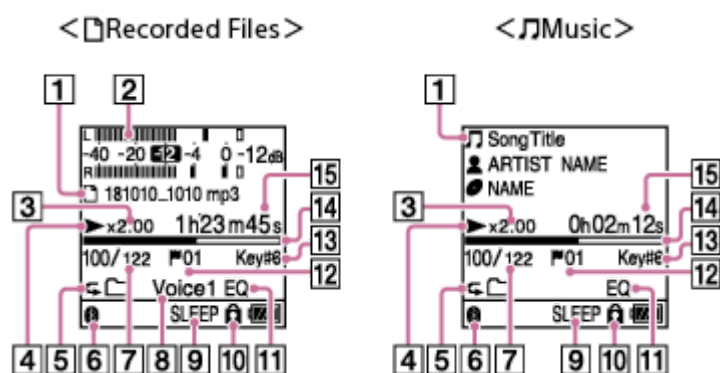 <Recorded Files>
1 2
L
-40 -20 -12 -4 0 -12dB
R
181010_1010 mp3
15
3
x2.00 1h23m45s
14
100/122 01 Key#6
13
12
Voice1 EQ
SLEEP
4 5 6 7 8 9 10 11
<Music>
1
SongTitle
ARTIST NAME
NAME
15
3
x2.00 0h02m12s
14
100/122 01 Key#6
13
12
EQ
SLEEP
4 5 6 7 9 10 11